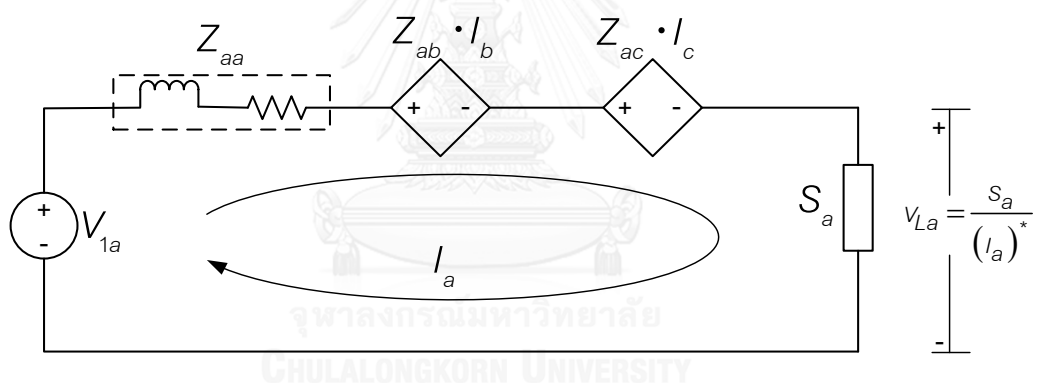 Z_aa
Z_ab · I_b
Z_ac · I_c
+ -
+ -
+
-
V_1a
I_a
S_a
+
V_La = S_a / (I_a)^*
-
จุฬาลงกรณ์มหาวิทยาลัย
CHULALONGKORN UNIVERSITY